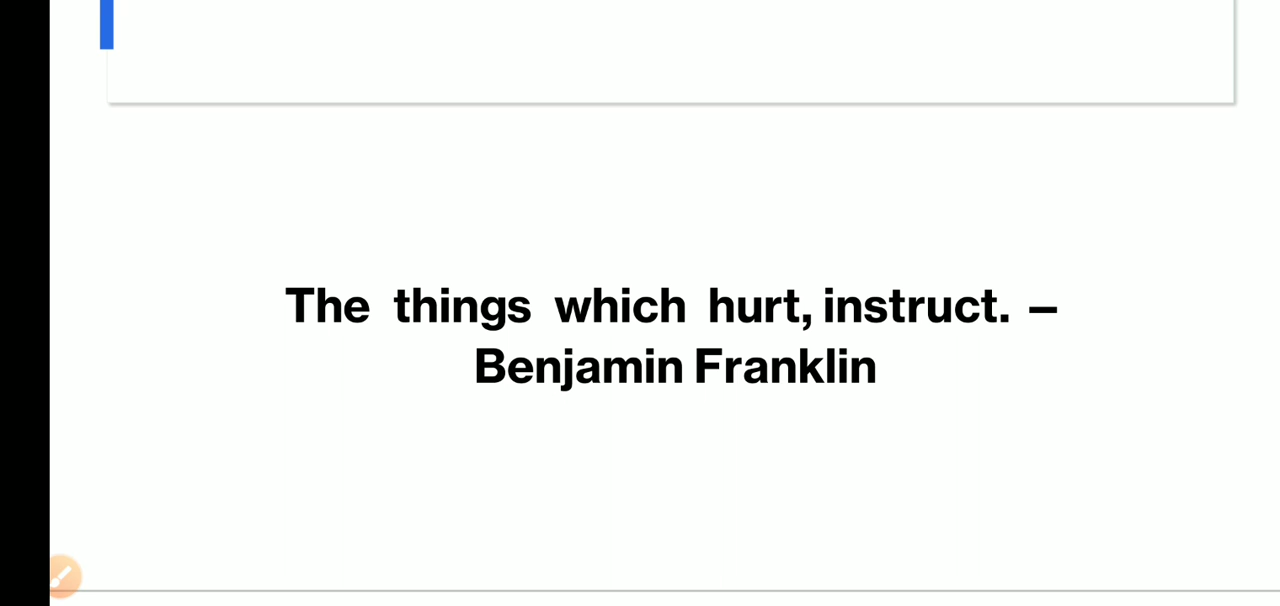 The things which hurt, instruct. –
Benjamin Franklin